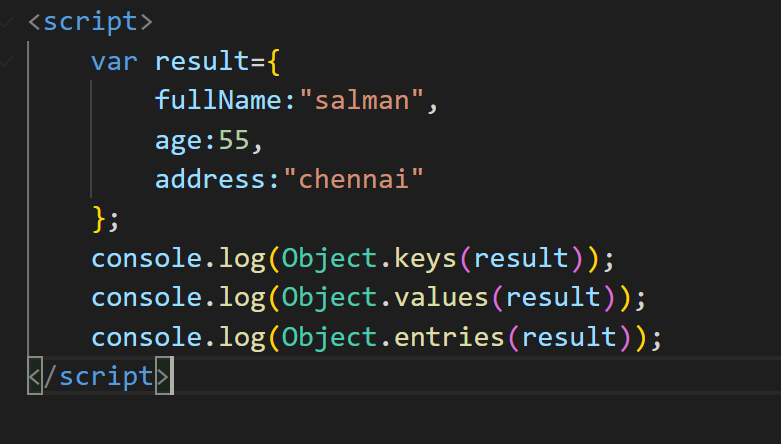 <script>
var result={
fullName:"salman",
age:55,
address:"chennai"
};
console.log(Object.keys(result));
console.log(Object.values(result));
console.log(Object.entries(result));
</script>